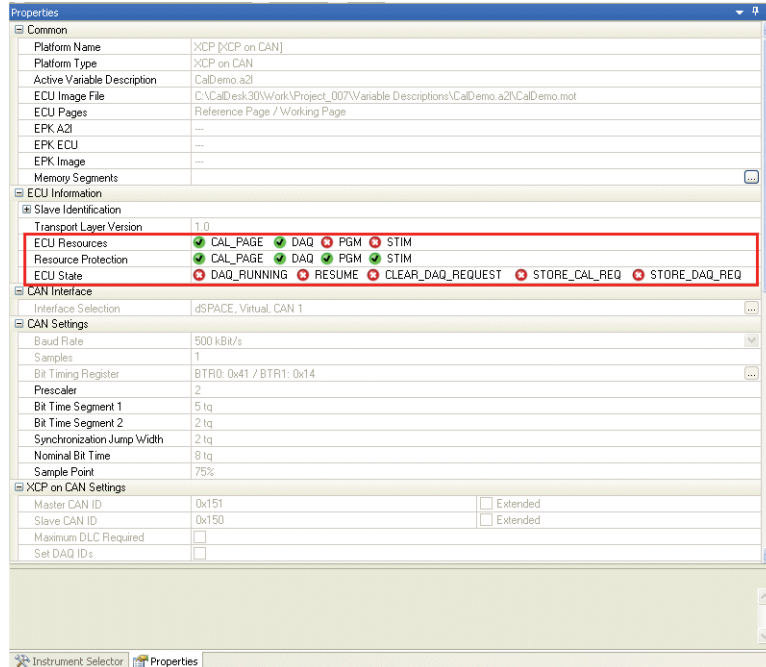 Properties
Common
Platform Name XCP [XCP on CAN]
Platform Type XCP on CAN
Active Variable Description CalDemo.a2l
ECU Image File C:\CalDesk30\Work\Project_007\Variable Descriptions\CalDemo.a2l\CalDemo.mot
ECU Pages Reference Page / Working Page
EPK A2l ---
EPK ECU ---
EPK Image ---
Memory Segments ...
ECU Information
Slave Identification
Transport Layer Version 1.0
ECU Resources CAL_PAGE DAQ PGM STIM
Resource Protection CAL_PAGE DAQ PGM STIM
ECU State DAQ_RUNNING RESUME CLEAR_DAQ_REQUEST STORE_CAL_REQ STORE_DAQ_REQ
CAN Interface
Interface Selection dSPACE, Virtual, CAN 1 ...
CAN Settings
Baud Rate 500 kBit/s
Samples 1
Bit Timing Register BTR0: 0x41 / BTR1: 0x14 ...
Prescaler 2
Bit Time Segment 1 5 tq
Bit Time Segment 2 2 tq
Synchronization Jump Width 2 tq
Nominal Bit Time 8 tq
Sample Point 75%
XCP on CAN Settings
Master CAN ID 0x151 Extended
Slave CAN ID 0x150 Extended
Maximum DLC Required
Set DAQ IDs
Instrument Selector Properties